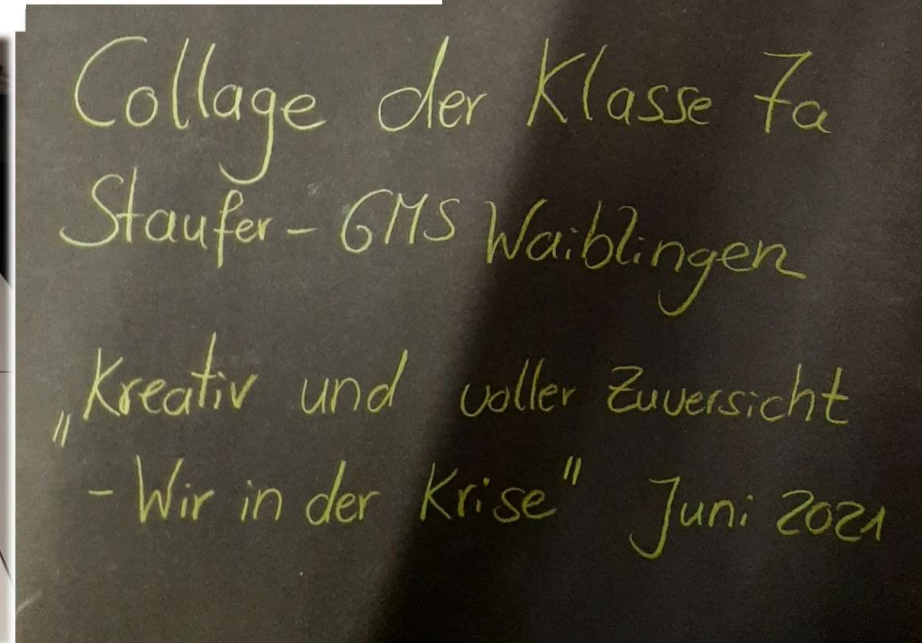 Collage der Klasse 7a
Staufer - GMS Waiblingen
„Kreativ und voller Zuversicht
- Wir in der Krise" Juni 2021